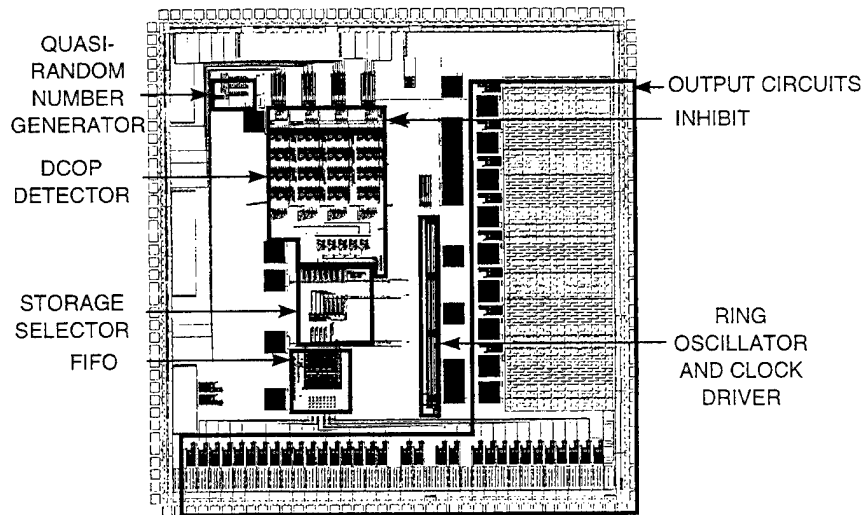 QUASI-
RANDOM
NUMBER
GENERATOR
DCOP
DETECTOR
STORAGE
SELECTOR
FIFO
OUTPUT CIRCUITS
INHIBIT
RING
OSCILLATOR
AND CLOCK
DRIVER